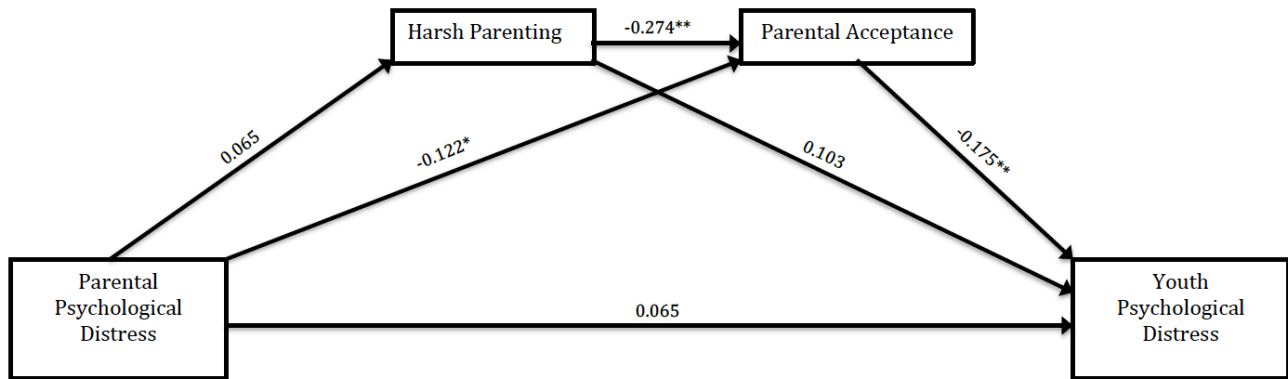 Harsh Parenting
-0.274**
Parental Acceptance
0.065
-0.122*
0.103
-0.175**
Parental
Psychological
Distress
0.065
Youth
Psychological
Distress